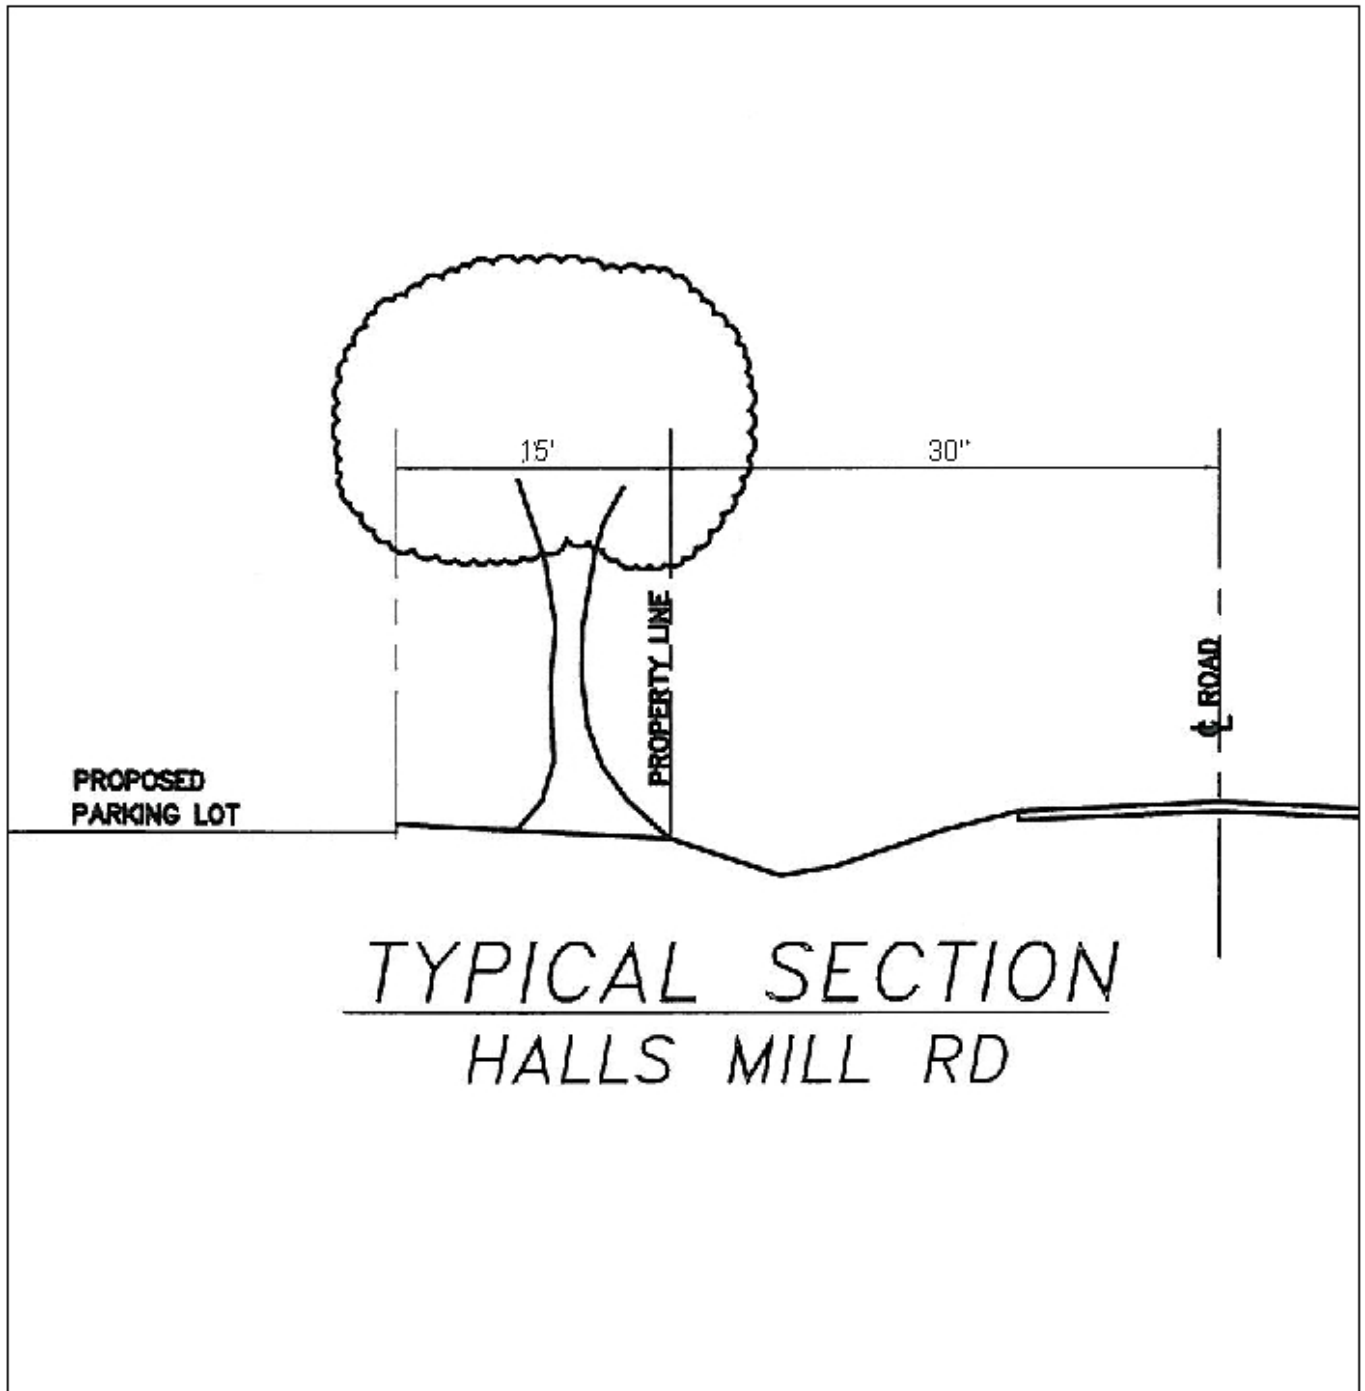 15'
30"
PROPERTY LINE
℄ ROAD
PROPOSED
PARKING LOT
TYPICAL SECTION
HALLS MILL RD